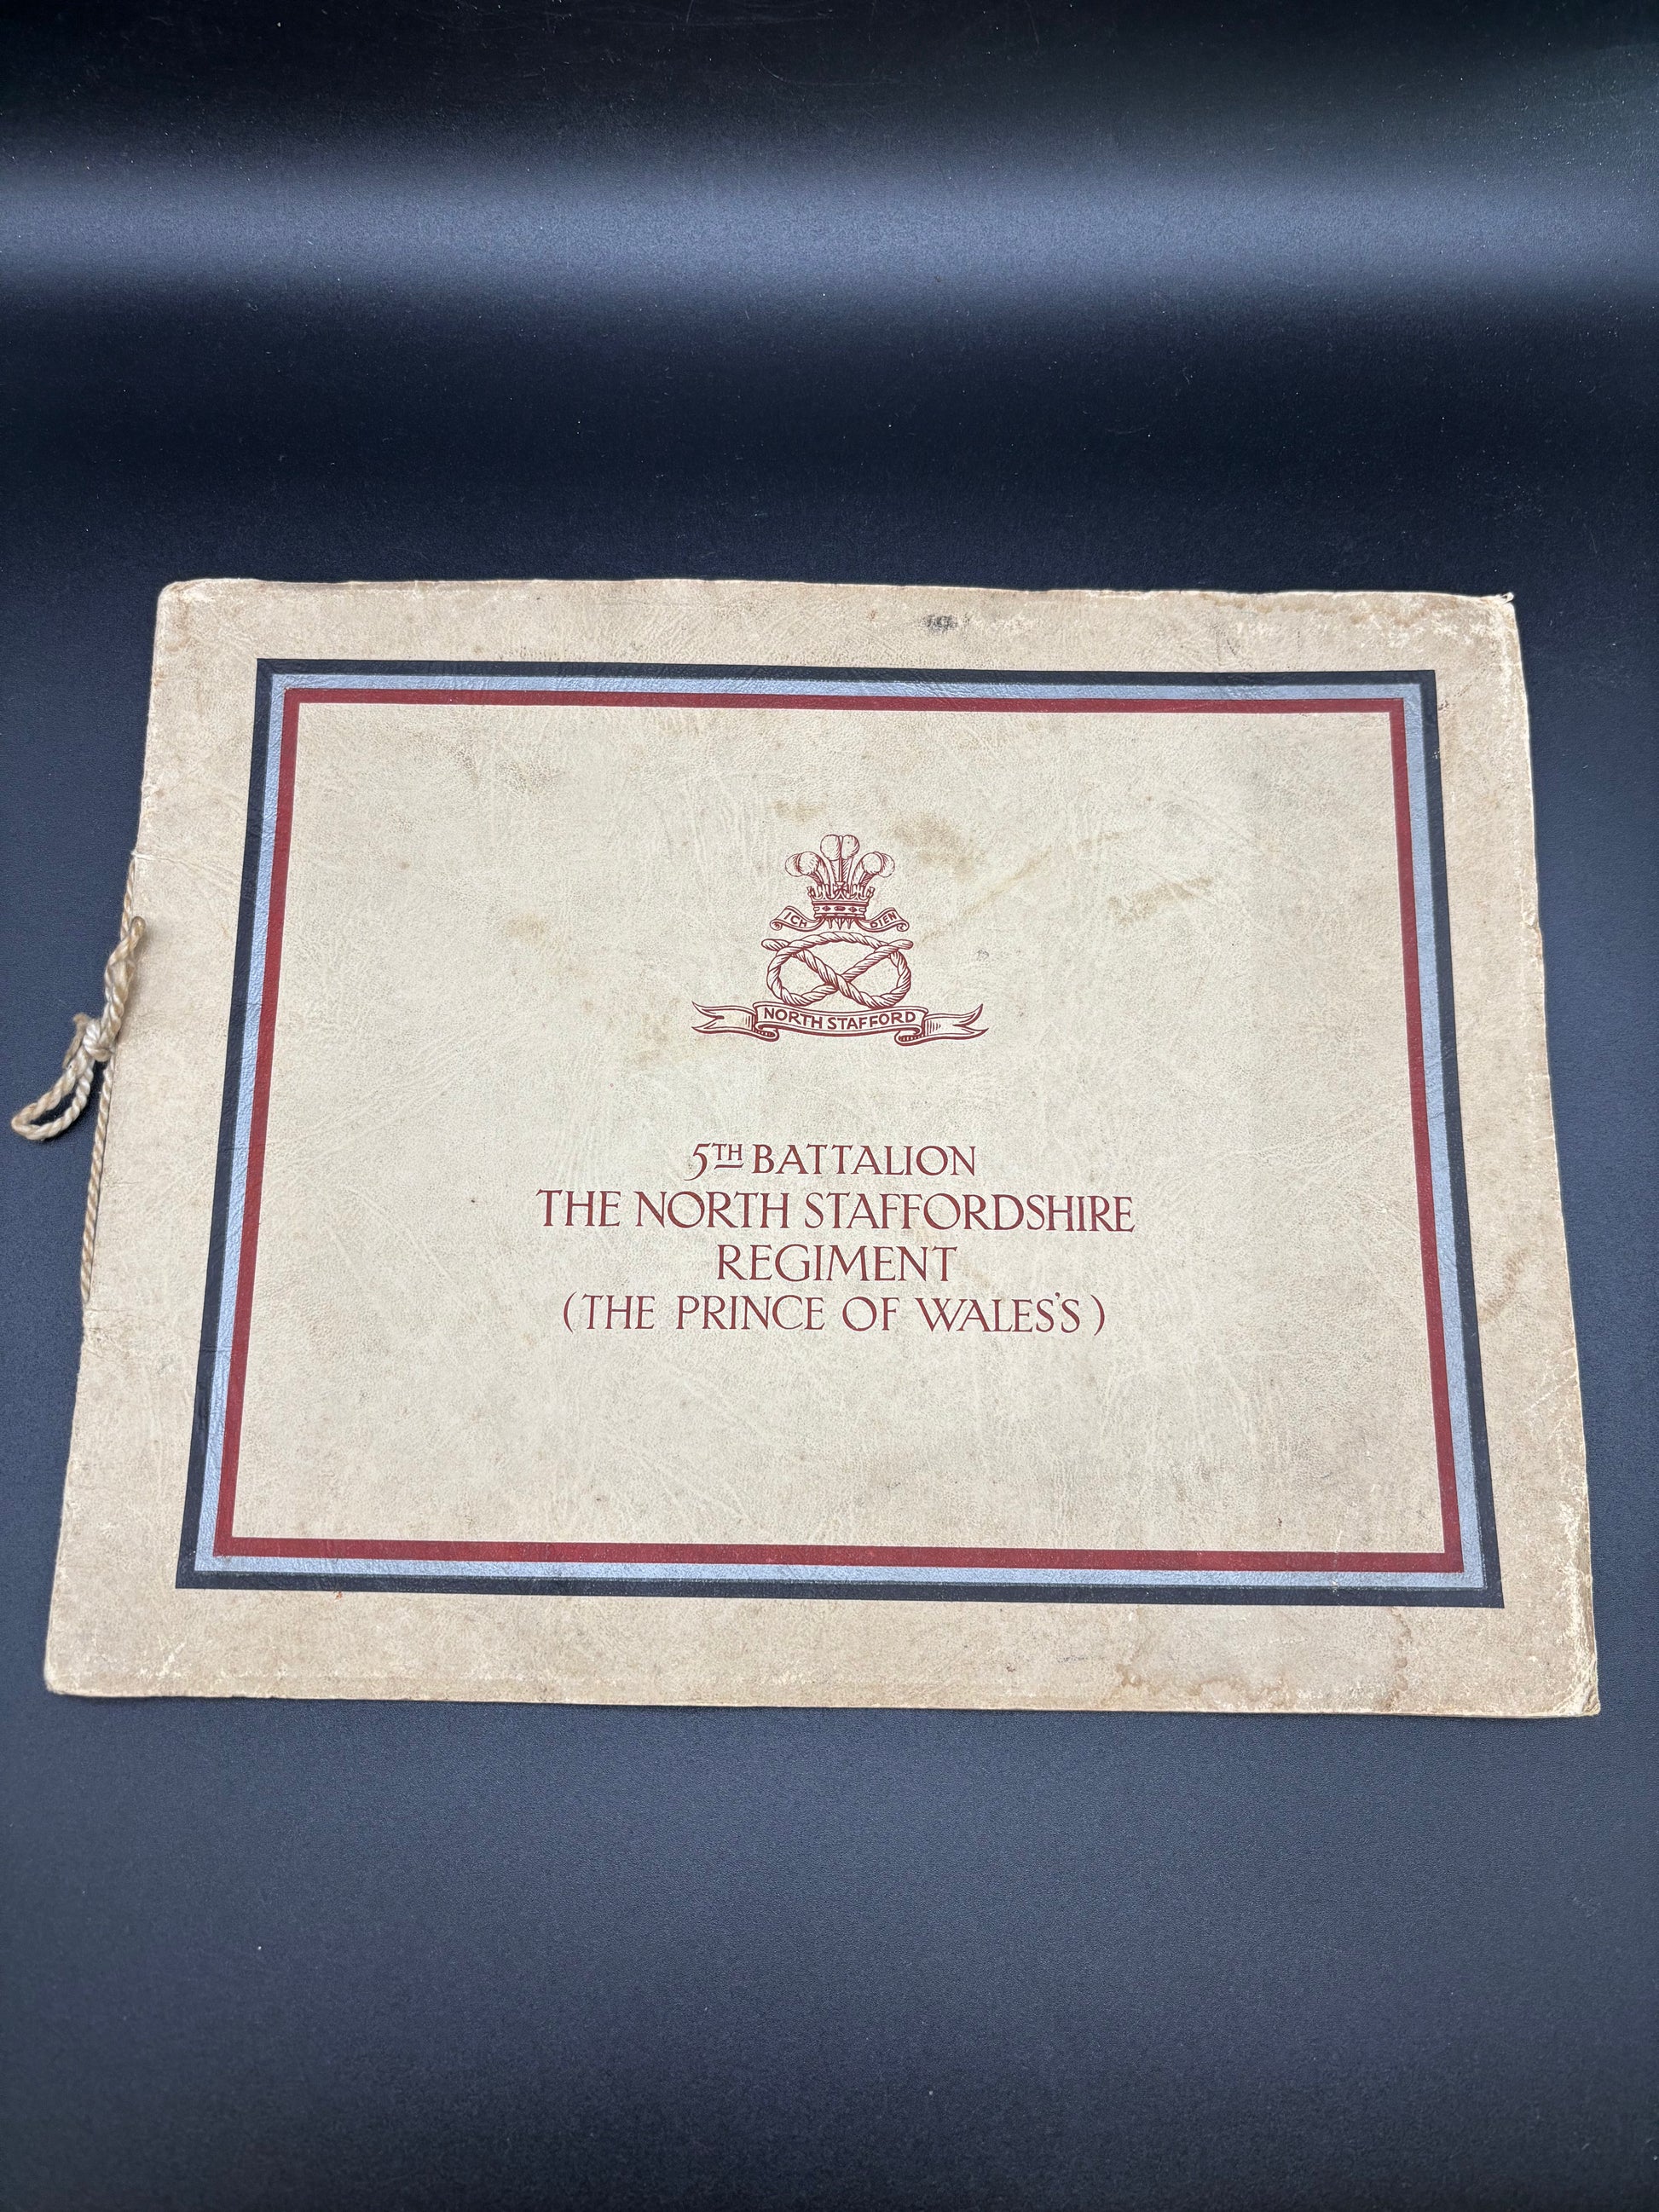 ICH DIEN
NORTH STAFFORD
5TH BATTALION
THE NORTH STAFFORDSHIRE
REGIMENT
(THE PRINCE OF WALES'S)